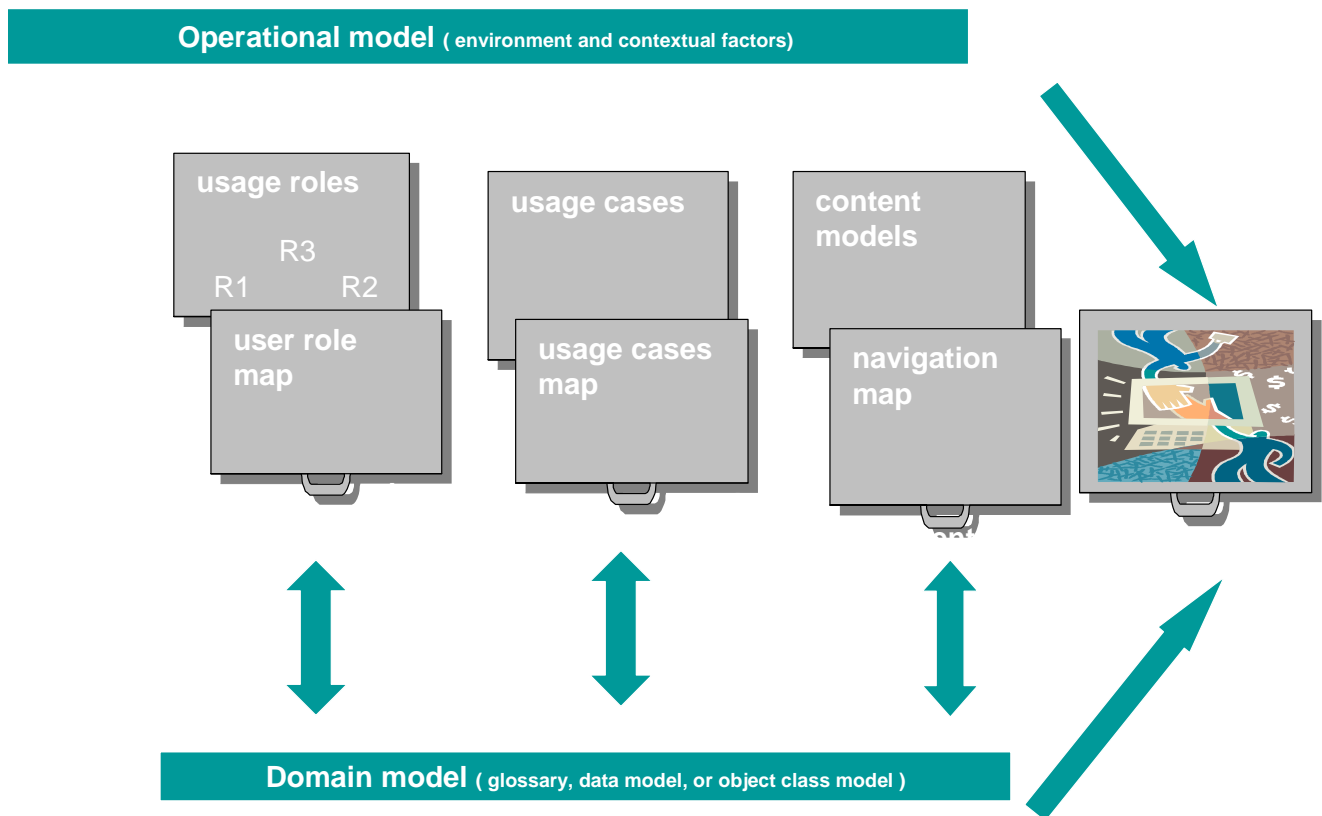 Operational model ( environment and contextual factors)
usage roles
R3
R1 R2
user role
map
usage cases
usage cases
map
content
models
navigation
map
Domain model ( glossary, data model, or object class model )